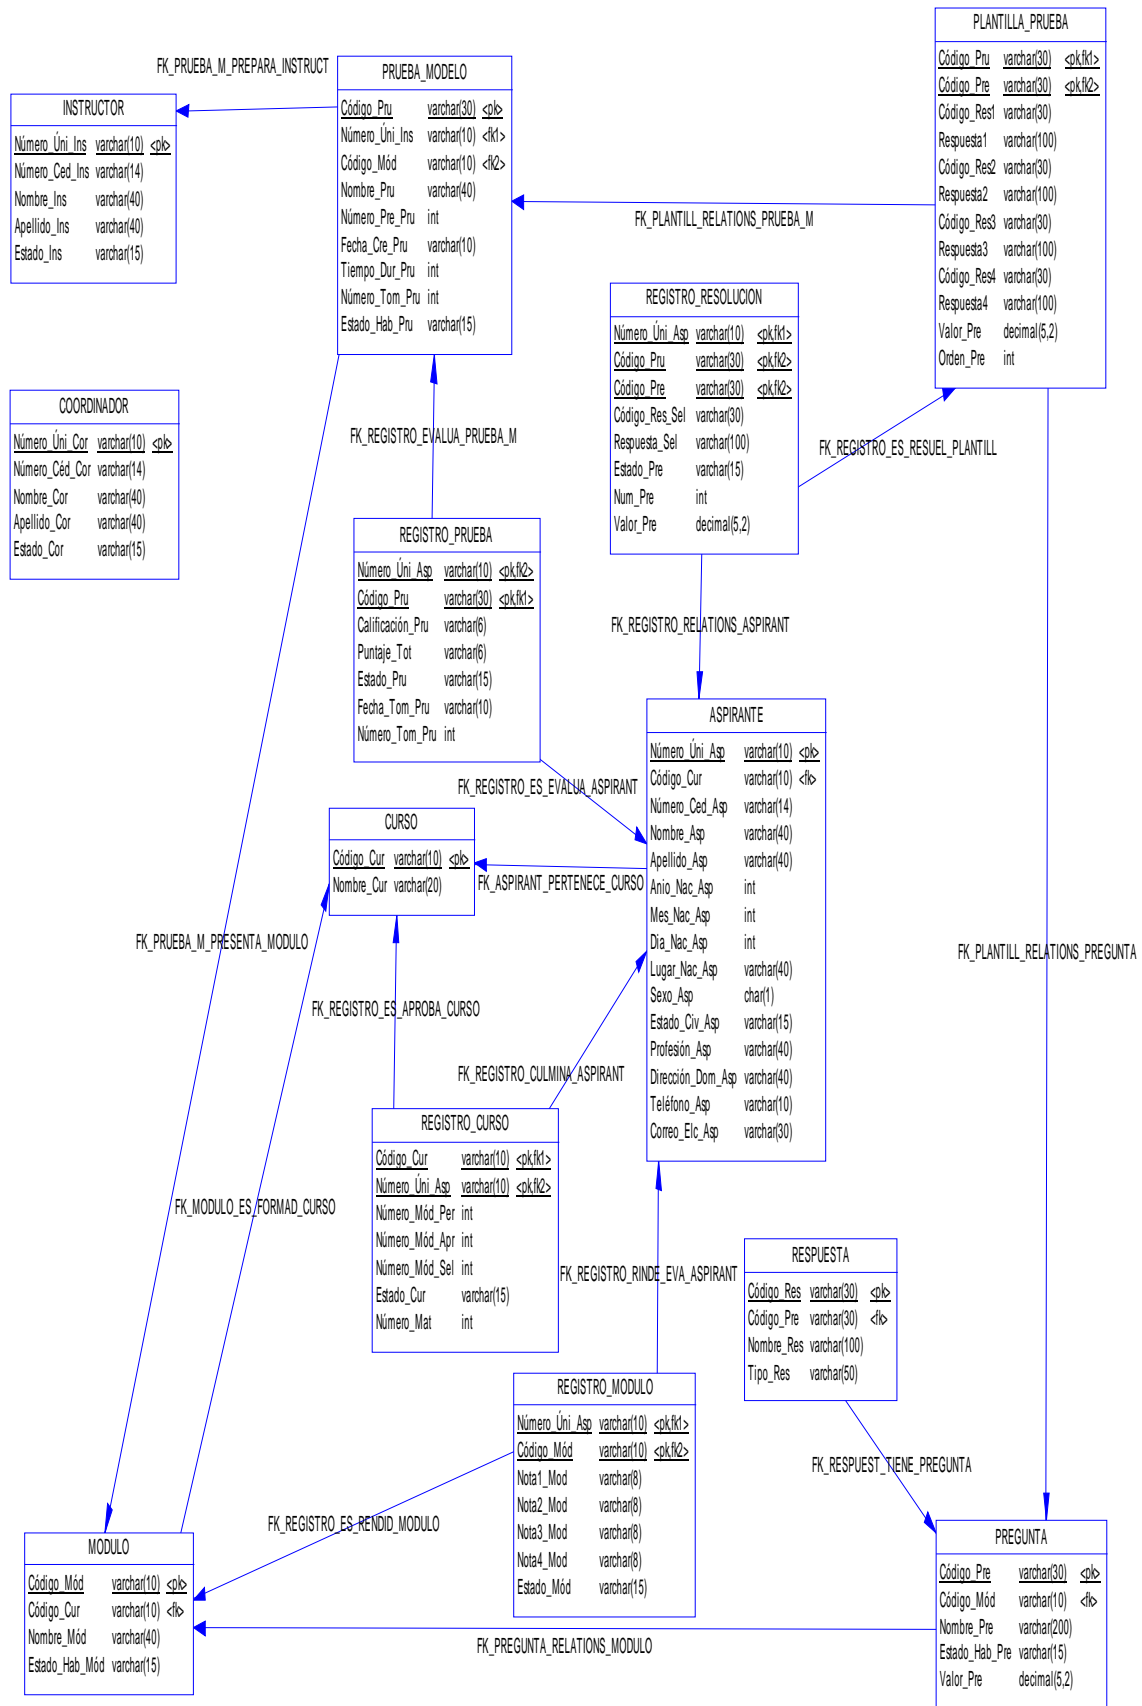 PLANTILLA_PRUEBA
Código_Pru varchar(30) <pk,fk1>
Código_Pre varchar(30) <pk,fk2>
Código_Res1 varchar(30)
Respuesta1 varchar(100)
Código_Res2 varchar(30)
Respuesta2 varchar(100)
Código_Res3 varchar(30)
Respuesta3 varchar(100)
Código_Res4 varchar(30)
Respuesta4 varchar(100)
Valor_Pre decimal(5,2)
Orden_Pre int
FK_PRUEBA_M_PREPARA_INSTRUCT
PRUEBA_MODELO
Código_Pru varchar(30) <pk>
Número_Úni_Ins varchar(10) <fk1>
Código_Mód varchar(10) <fk2>
Nombre_Pru varchar(40)
Número_Pre_Pru int
Fecha_Cre_Pru varchar(10)
Tiempo_Dur_Pru int
Número_Tom_Pru int
Estado_Hab_Pru varchar(15)
INSTRUCTOR
Número_Úni_Ins varchar(10) <pk>
Número_Ced_Ins varchar(14)
Nombre_Ins varchar(40)
Apellido_Ins varchar(40)
Estado_Ins varchar(15)
FK_PLANTILL_RELATIONS_PRUEBA_M
REGISTRO_RESOLUCION
Número_Úni_Asp varchar(10) <pk,fk1>
Código_Pru varchar(30) <pk,fk2>
Código_Pre varchar(30) <pk,fk2>
Código_Res_Sel varchar(30)
Respuesta_Sel varchar(100)
Estado_Pre varchar(15)
Num_Pre int
Valor_Pre decimal(5,2)
COORDINADOR
Número_Úni_Cor varchar(10) <pk>
Número_Céd_Cor varchar(14)
Nombre_Cor varchar(40)
Apellido_Cor varchar(40)
Estado_Cor varchar(15)
FK_REGISTRO_EVALUA_PRUEBA_M
FK_REGISTRO_ES_RESUEL_PLANTILL
REGISTRO_PRUEBA
Número_Úni_Asp varchar(10) <pk,fk2>
Código_Pru varchar(30) <pk,fk1>
Calificación_Pru varchar(6)
Puntaje_Tot varchar(6)
Estado_Pru varchar(15)
Fecha_Tom_Pru varchar(10)
Número_Tom_Pru int
FK_REGISTRO_RELATIONS_ASPIRANT
ASPIRANTE
Número_Úni_Asp varchar(10) <pk>
Código_Cur varchar(10) <fk>
Número_Ced_Asp varchar(14)
Nombre_Asp varchar(40)
Apellido_Asp varchar(40)
Anio_Nac_Asp int
Mes_Nac_Asp int
Dia_Nac_Asp int
Lugar_Nac_Asp varchar(40)
Sexo_Asp char(1)
Estado_Civ_Asp varchar(15)
Profesión_Asp varchar(40)
Dirección_Dom_Asp varchar(40)
Teléfono_Asp varchar(10)
Correo_Elc_Asp varchar(30)
FK_REGISTRO_ES_EVALUA_ASPIRANT
CURSO
Código_Cur varchar(10) <pk>
Nombre_Cur varchar(20)
FK_ASPIRANT_PERTENECE_CURSO
FK_PRUEBA_M_PRESENTA_MODULO
FK_PLANTILL_RELATIONS_PREGUNTA
FK_REGISTRO_ES_APROBA_CURSO
FK_REGISTRO_CULMINA_ASPIRANT
REGISTRO_CURSO
Código_Cur varchar(10) <pk,fk1>
Número_Úni_Asp varchar(10) <pk,fk2>
Número_Mód_Per int
Número_Mód_Apr int
Número_Mód_Sel int
Estado_Cur varchar(15)
Número_Mat int
FK_MODULO_ES_FORMAD_CURSO
FK_REGISTRO_RINDE_EVA_ASPIRANT
RESPUESTA
Código_Res varchar(30) <pk>
Código_Pre varchar(30) <fk>
Nombre_Res varchar(100)
Tipo_Res varchar(50)
REGISTRO_MODULO
Número_Úni_Asp varchar(10) <pk,fk1>
Código_Mód varchar(10) <pk,fk2>
Nota1_Mod varchar(8)
Nota2_Mod varchar(8)
Nota3_Mod varchar(8)
Nota4_Mod varchar(8)
Estado_Mód varchar(15)
FK_RESPUEST_TIENE_PREGUNTA
FK_REGISTRO_ES_RENDID_MODULO
MODULO
Código_Mód varchar(10) <pk>
Código_Cur varchar(10) <fk>
Nombre_Mód varchar(40)
Estado_Hab_Mód varchar(15)
PREGUNTA
Código_Pre varchar(30) <pk>
Código_Mód varchar(10) <fk>
Nombre_Pre varchar(200)
Estado_Hab_Pre varchar(15)
Valor_Pre decimal(5,2)
FK_PREGUNTA_RELATIONS_MODULO